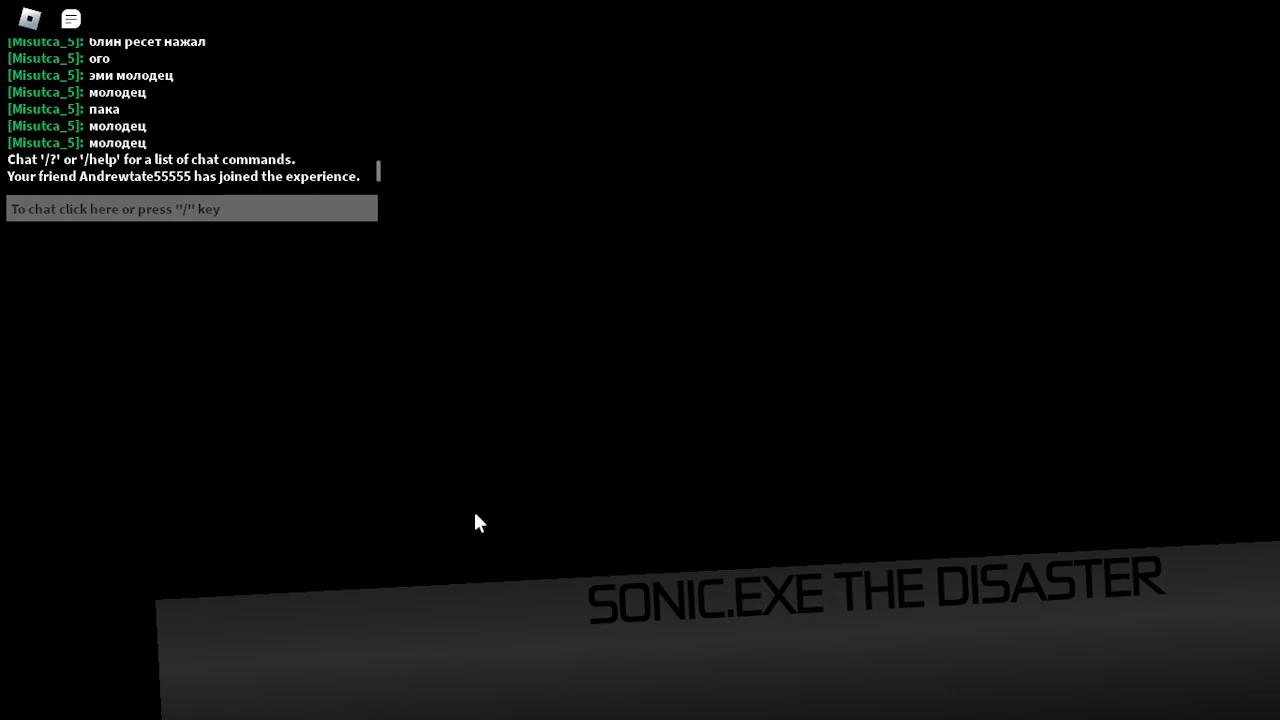 [Misutca_5]: блин ресет нажал
[Misutca_5]: ого
[Misutca_5]: эми молодец
[Misutca_5]: молодец
[Misutca_5]: пака
[Misutca_5]: молодец
[Misutca_5]: молодец
Chat '/?' or '/help' for a list of chat commands.
Your friend Andrewtate55555 has joined the experience.
To chat click here or press "/" key
SONIC.EXE THE DISASTER